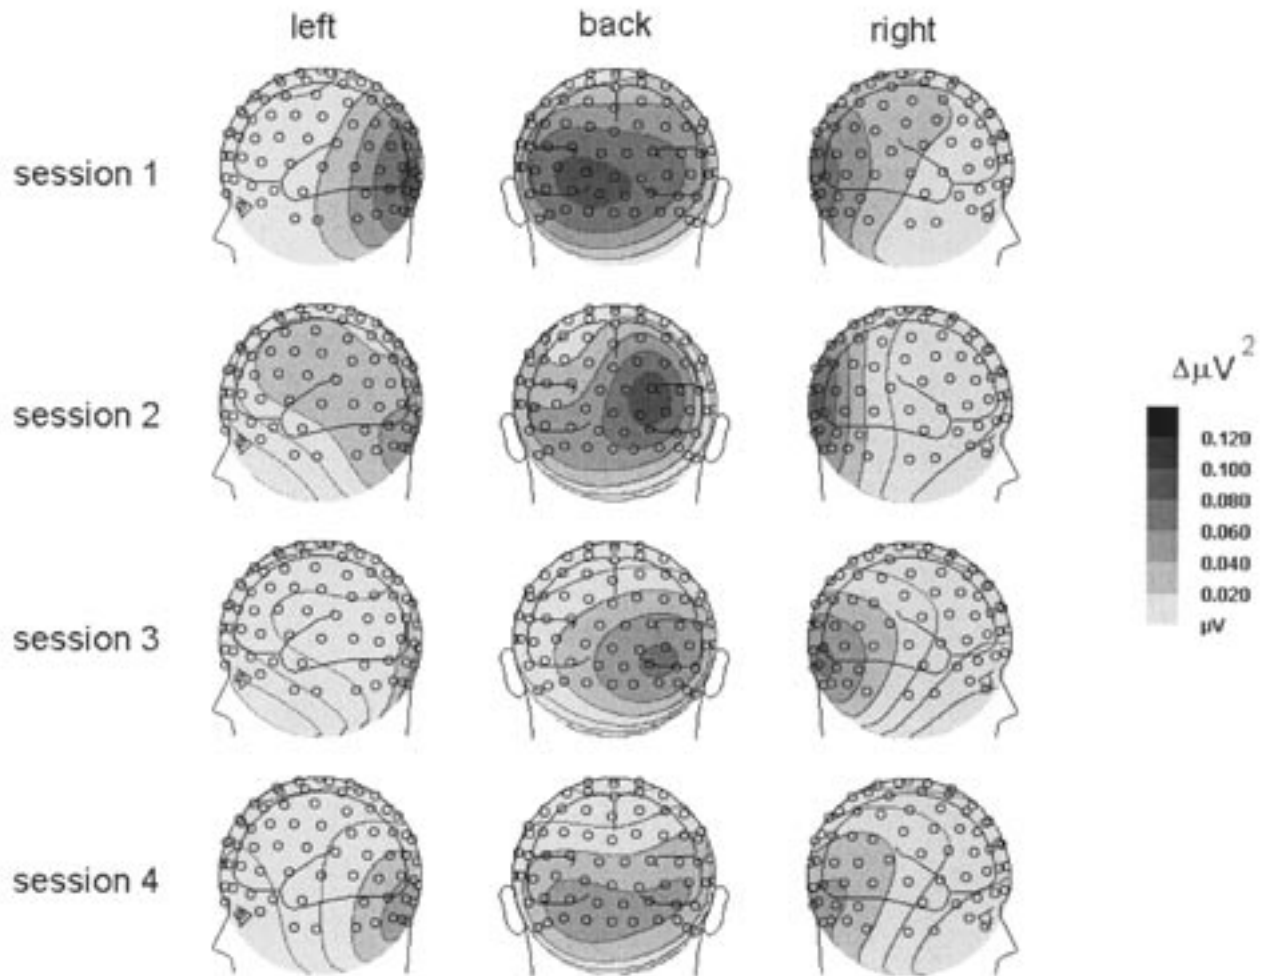 left back right
session 1
session 2
session 3
session 4
ΔμV²
0.120
0.100
0.080
0.060
0.040
0.020
μV